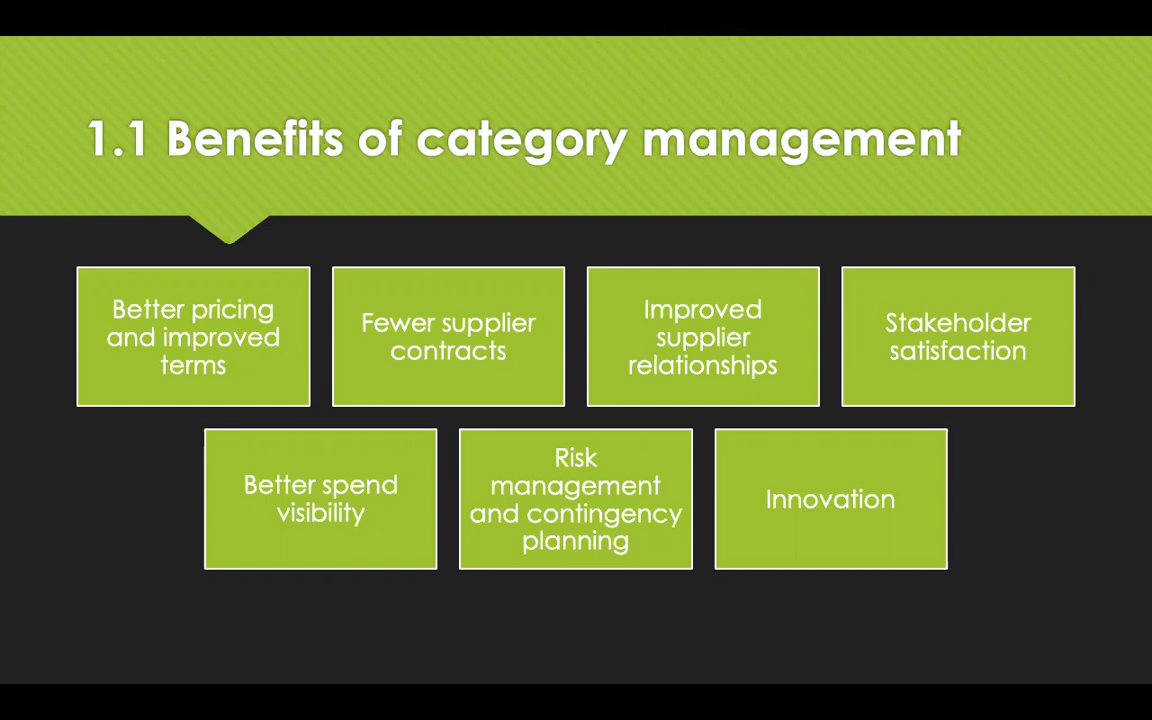 1.1 Benefits of category management
Better pricing
and improved
terms
Fewer supplier
contracts
Improved
supplier
relationships
Stakeholder
satisfaction
Better spend
visibility
Risk
management
and contingency
planning
Innovation